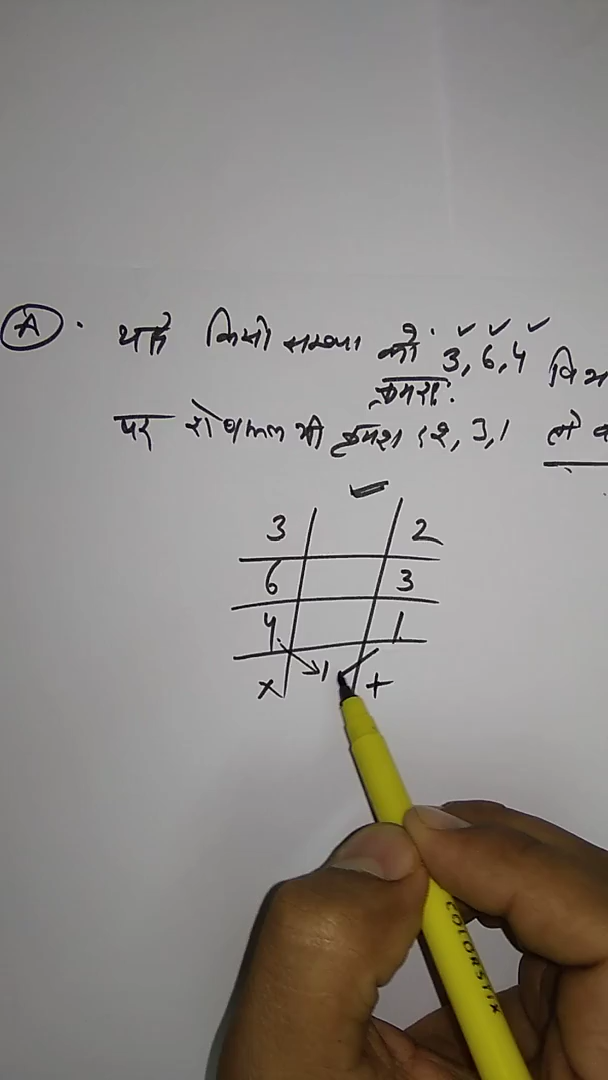 A. यदि किसी संख्या को 3, 6, 4
क्रमशः
पर शेषफल भी क्रमशः 2, 3, 1 तो
3 2
6 3
4 1
x 1 +
COLORSTIX